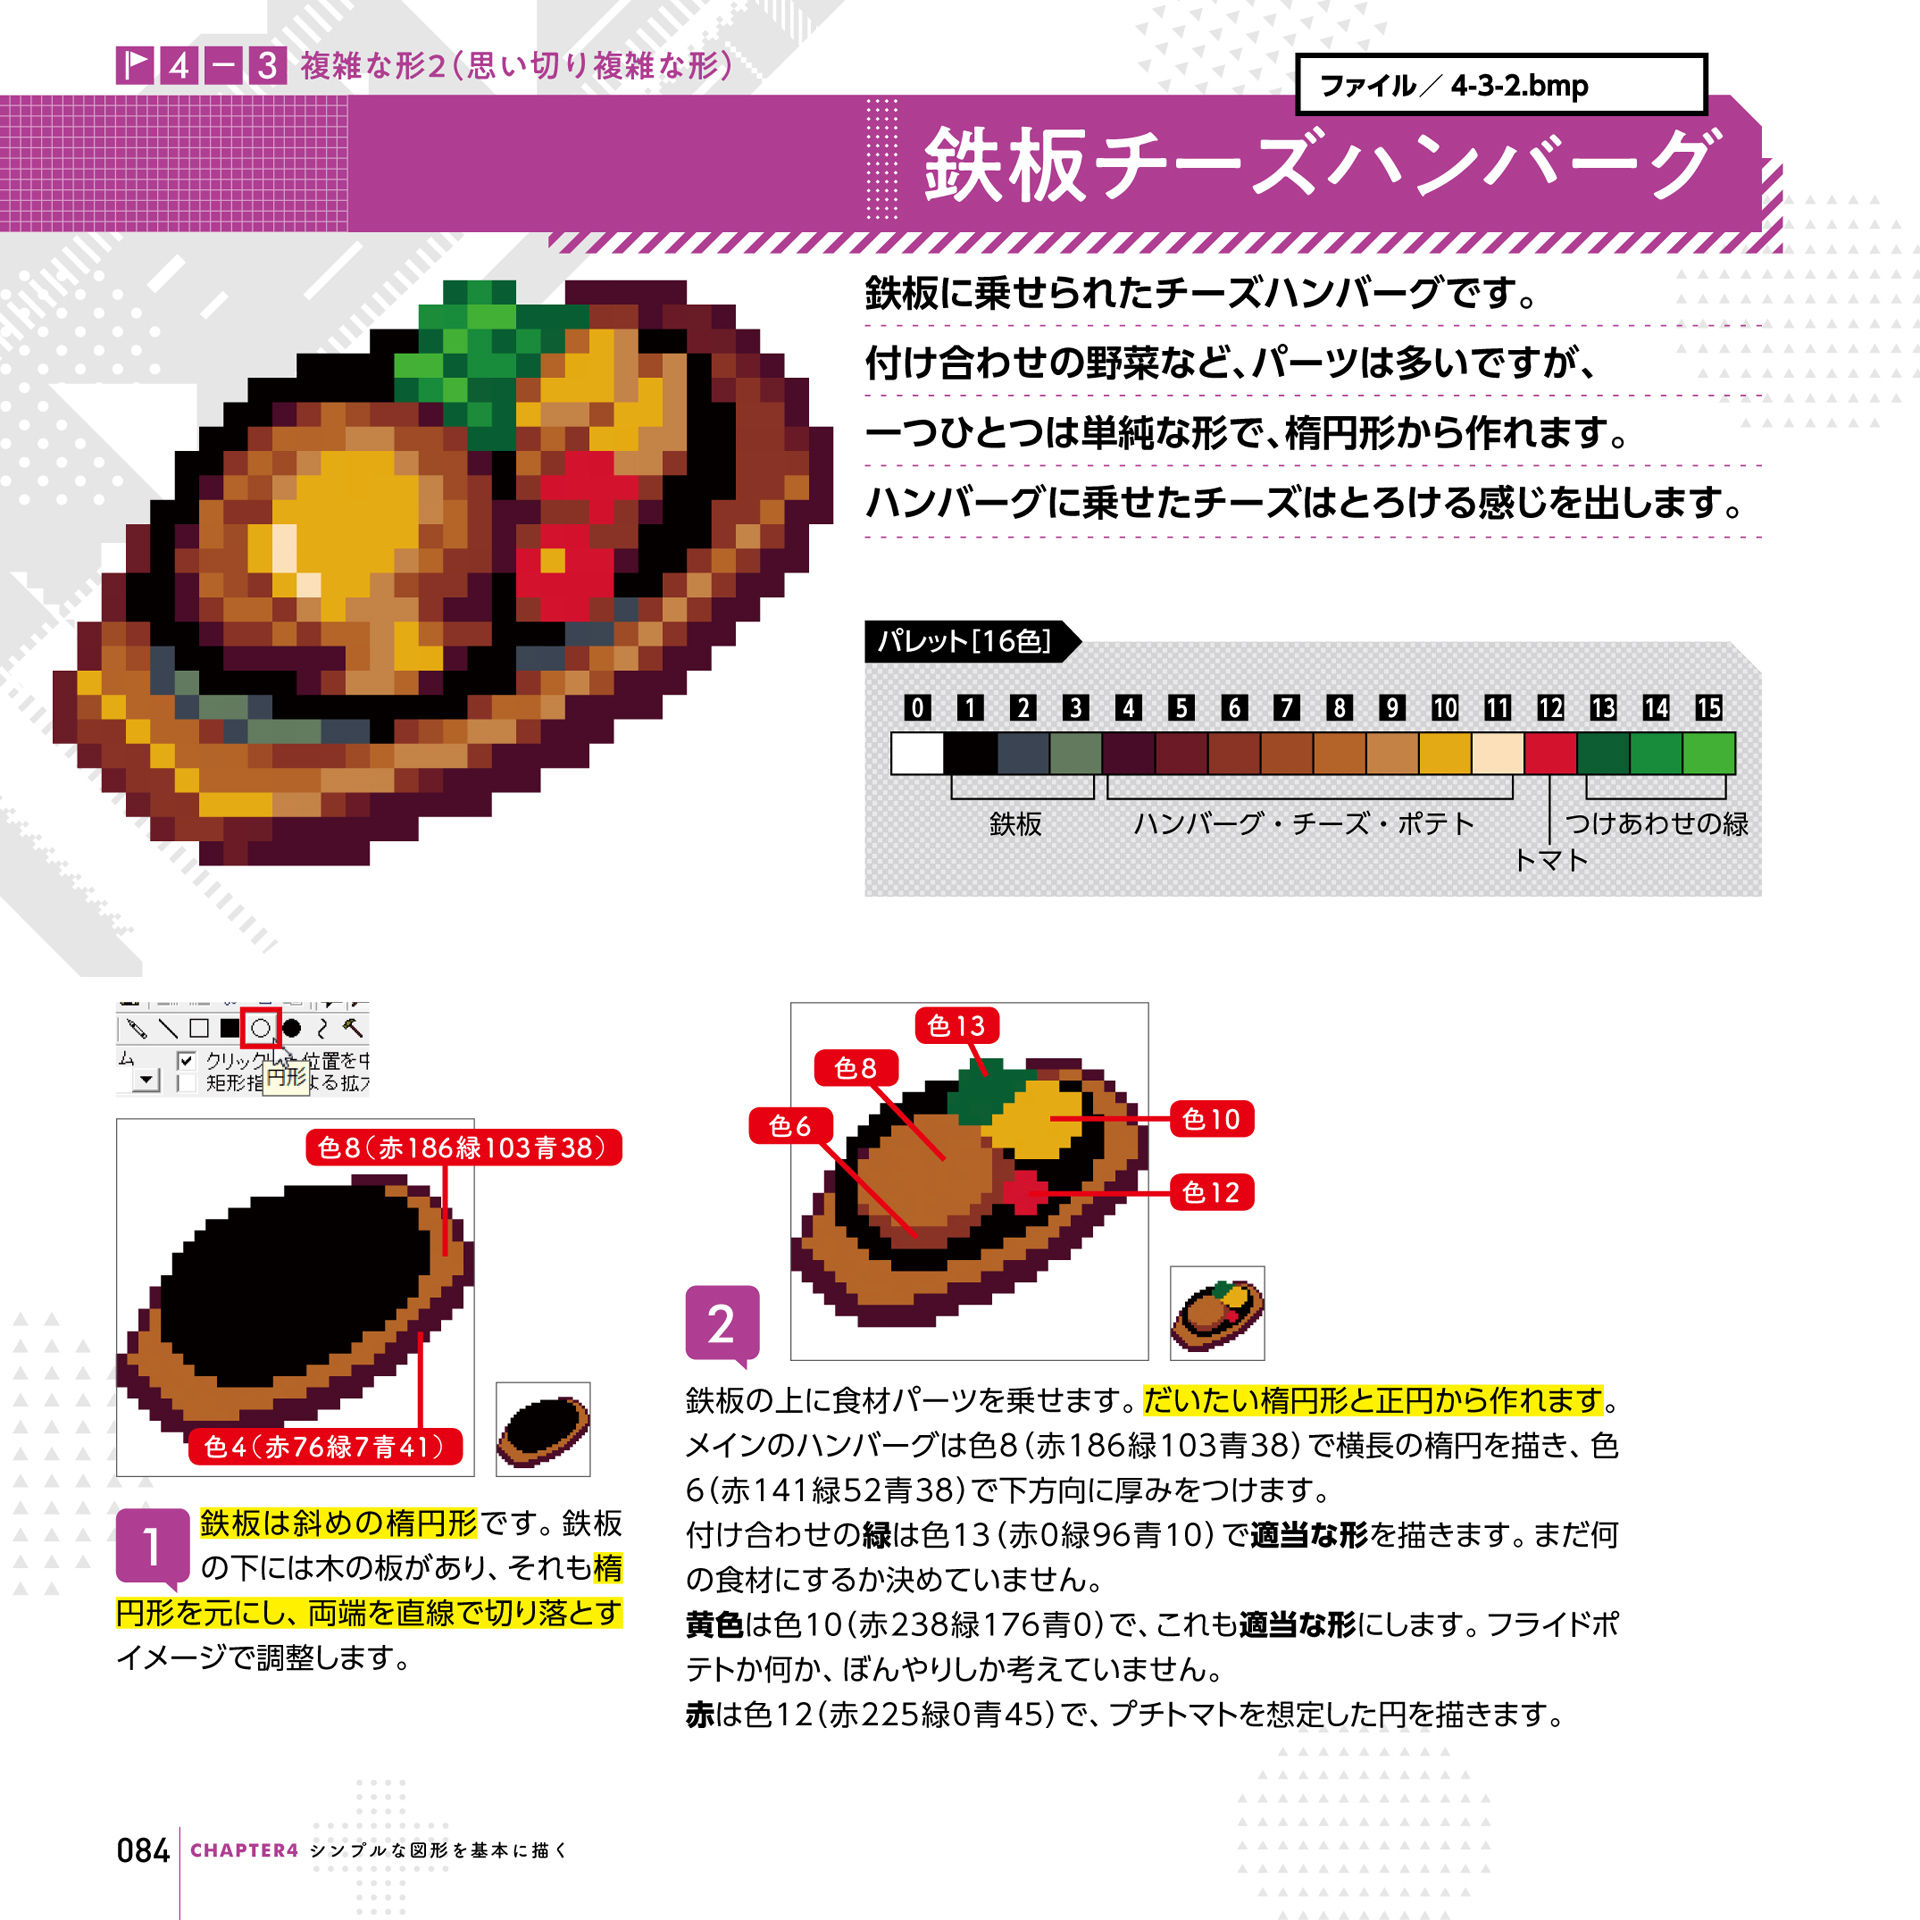 4-3 複雑な形2（思い切り複雑な形）
ファイル／ 4-3-2.bmp
鉄板チーズハンバーグ
鉄板に乗せられたチーズハンバーグです。
付け合わせの野菜など、パーツは多いですが、
一つひとつは単純な形で、楕円形から作れます。
ハンバーグに乗せたチーズはとろける感じを出します。
パレット[16色]
0 1 2 3 4 5 6 7 8 9 10 11 12 13 14 15
鉄板 ハンバーグ・チーズ・ポテト つけあわせの緑
トマト
ム クリックした位置を中
矩形指 よる拡大
円形
色8（赤186緑103青38）
色4（赤76緑7青41）
1
鉄板は斜めの楕円形です。鉄板
の下には木の板があり、それも楕
円形を元にし、両端を直線で切り落とす
イメージで調整します。
色13
色8
色6
色10
色12
2
鉄板の上に食材パーツを乗せます。だいたい楕円形と正円から作れます。
メインのハンバーグは色8（赤186緑103青38）で横長の楕円を描き、色
6（赤141緑52青38）で下方向に厚みをつけます。
付け合わせの緑は色13（赤0緑96青10）で適当な形を描きます。まだ何
の食材にするか決めていません。
黄色は色10（赤238緑176青0）で、これも適当な形にします。フライドポ
テトか何か、ぼんやりしか考えていません。
赤は色12（赤225緑0青45）で、プチトマトを想定した円を描きます。
084 CHAPTER4 シンプルな図形を基本に描く